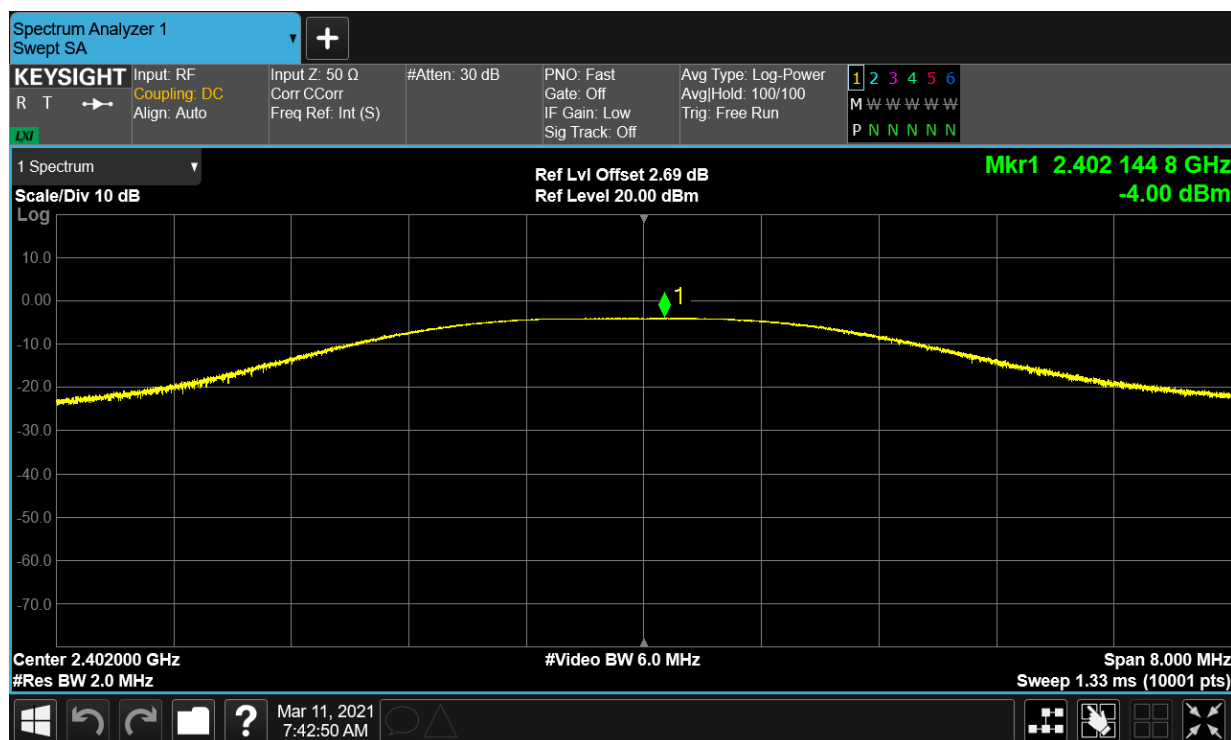 Spectrum Analyzer 1
Swept SA
KEYSIGHT
R T
LXI
Input: RF
Coupling: DC
Align: Auto
Input Z: 50 Ω
Corr CCorr
Freq Ref: Int (S)
#Atten: 30 dB
PNO: Fast
Gate: Off
IF Gain: Low
Sig Track: Off
Avg Type: Log-Power
Avg|Hold: 100/100
Trig: Free Run
1 2 3 4 5 6
M W W W W W
P N N N N N
1 Spectrum
Scale/Div 10 dB
Ref Lvl Offset 2.69 dB
Ref Level 20.00 dBm
Mkr1 2.402 144 8 GHz
-4.00 dBm
Log
10.0
0.00
-10.0
-20.0
-30.0
-40.0
-50.0
-60.0
-70.0
1
Center 2.402000 GHz
#Video BW 6.0 MHz
Span 8.000 MHz
#Res BW 2.0 MHz
Sweep 1.33 ms (10001 pts)
?
Mar 11, 2021
7:42:50 AM